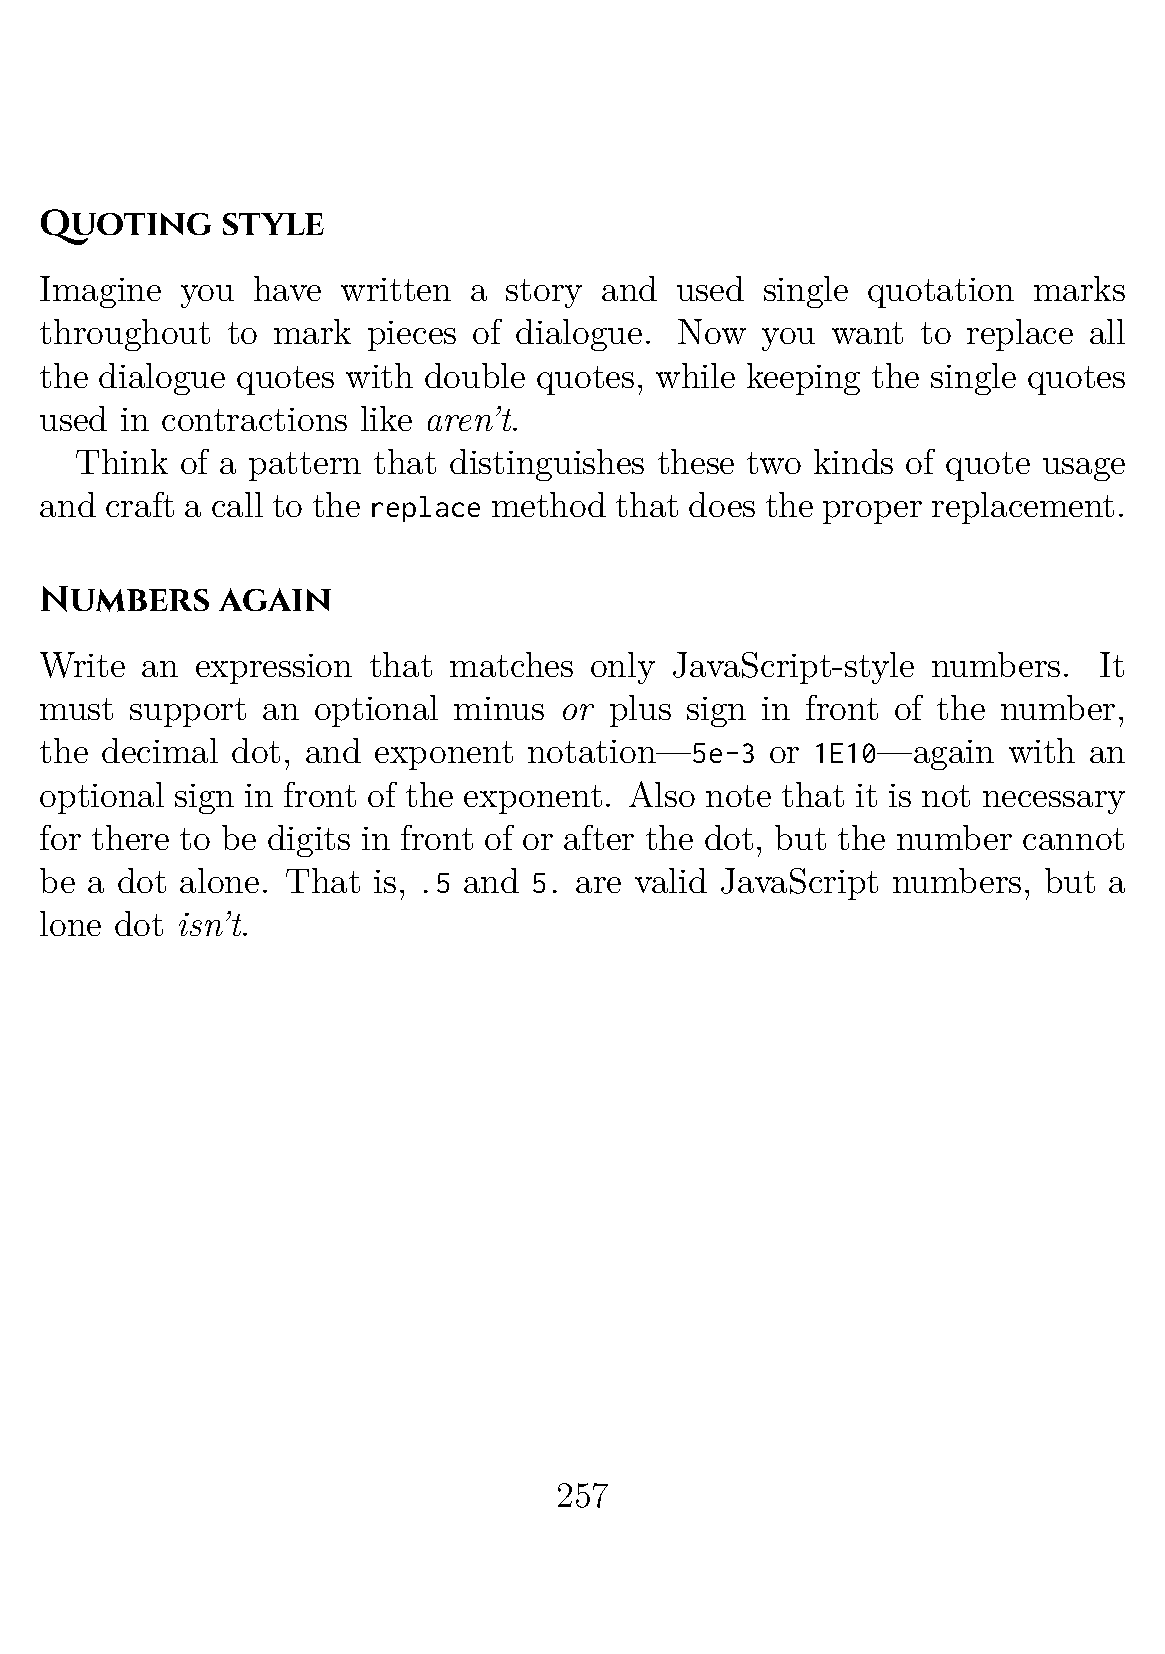 Quoting style
Imagine you have written a story and used single quotation marks
throughout to mark pieces of dialogue. Now you want to replace all
the dialogue quotes with double quotes, while keeping the single quotes
used in contractions like aren’t.
Think of a pattern that distinguishes these two kinds of quote usage
and craft a call to the replace method that does the proper replacement.
Numbers again
Write an expression that matches only JavaScript-style numbers. It
must support an optional minus or plus sign in front of the number,
the decimal dot, and exponent notation—5e-3 or 1E10—again with an
optional sign in front of the exponent. Also note that it is not necessary
for there to be digits in front of or after the dot, but the number cannot
be a dot alone. That is, .5 and 5. are valid JavaScript numbers, but a
lone dot isn’t.
257